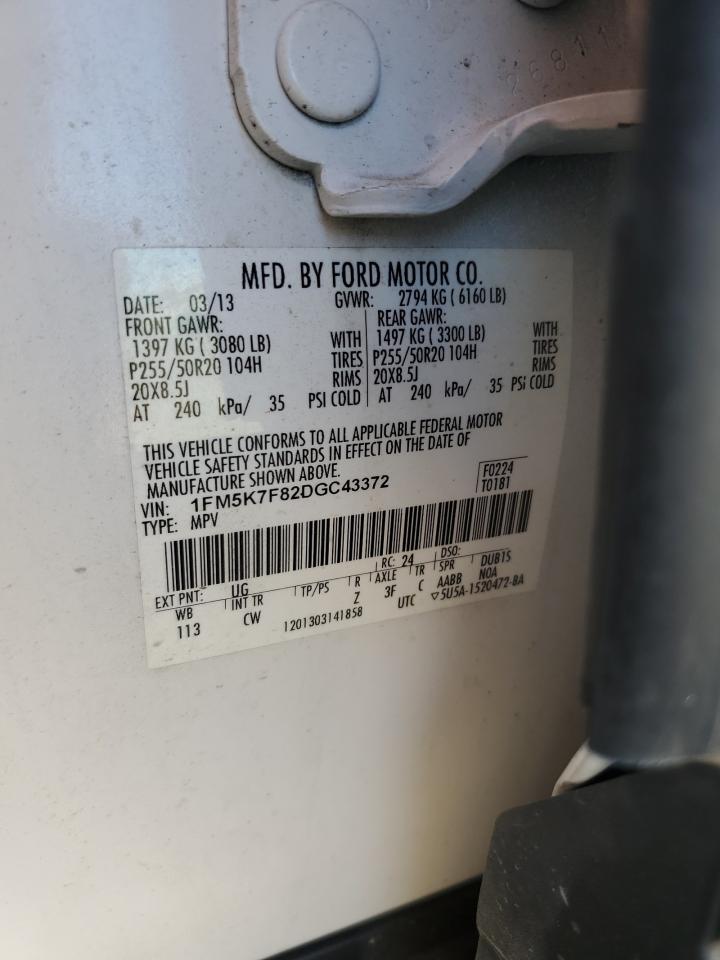 26811
MFD. BY FORD MOTOR CO.
DATE: 03/13 GVWR: 2794 KG ( 6160 LB)
FRONT GAWR:
1397 KG ( 3080 LB) WITH
P255/50R20 104H TIRES
20X8.5J RIMS
AT 240 kPa/ 35 PSI COLD
REAR GAWR:
1497 KG ( 3300 LB) WITH
P255/50R20 104H TIRES
20X8.5J RIMS
AT 240 kPa/ 35 PSI COLD
THIS VEHICLE CONFORMS TO ALL APPLICABLE FEDERAL MOTOR
VEHICLE SAFETY STANDARDS IN EFFECT ON THE DATE OF
MANUFACTURE SHOWN ABOVE.
VIN: 1FM5K7F82DGC43372
TYPE: MPV
F0224
T0181
EXT PNT: UG RC: 24 DSO:
WB INT TR TP/PS R AXLE TR SPR DUB1S
113 CW Z 3F C AABB NOA
1201303141858 UTC ▽5U5A-1520472-BA